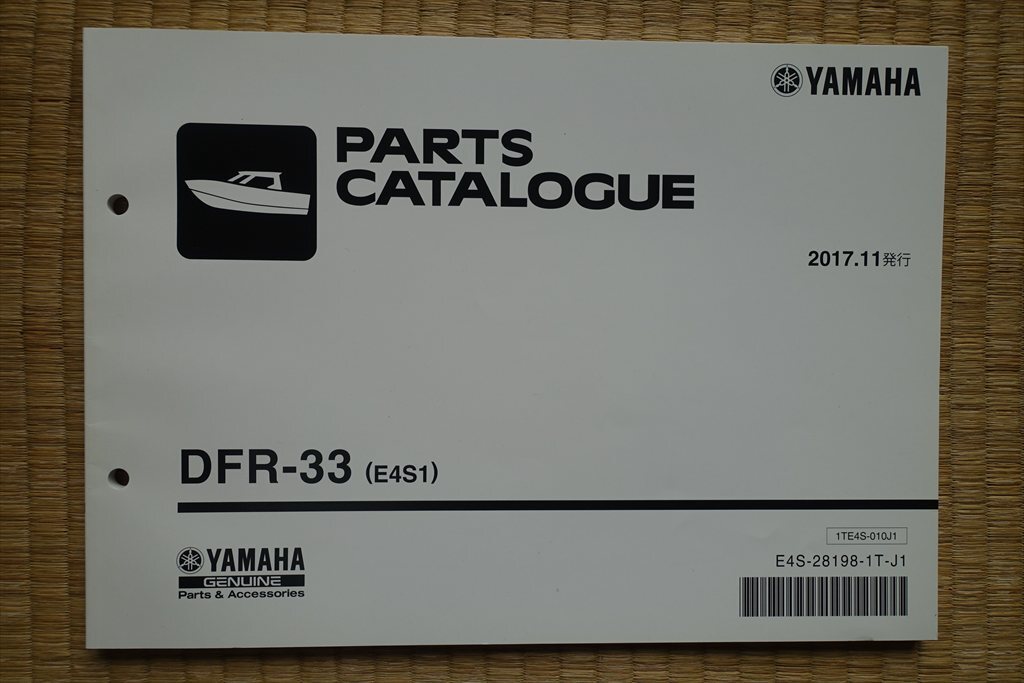 YAMAHA
PARTS
CATALOGUE
2017.11発行
DFR-33 (E4S1)
YAMAHA
GENUINE
Parts & Accessories
1TE4S-010J1
E4S-28198-1T-J1